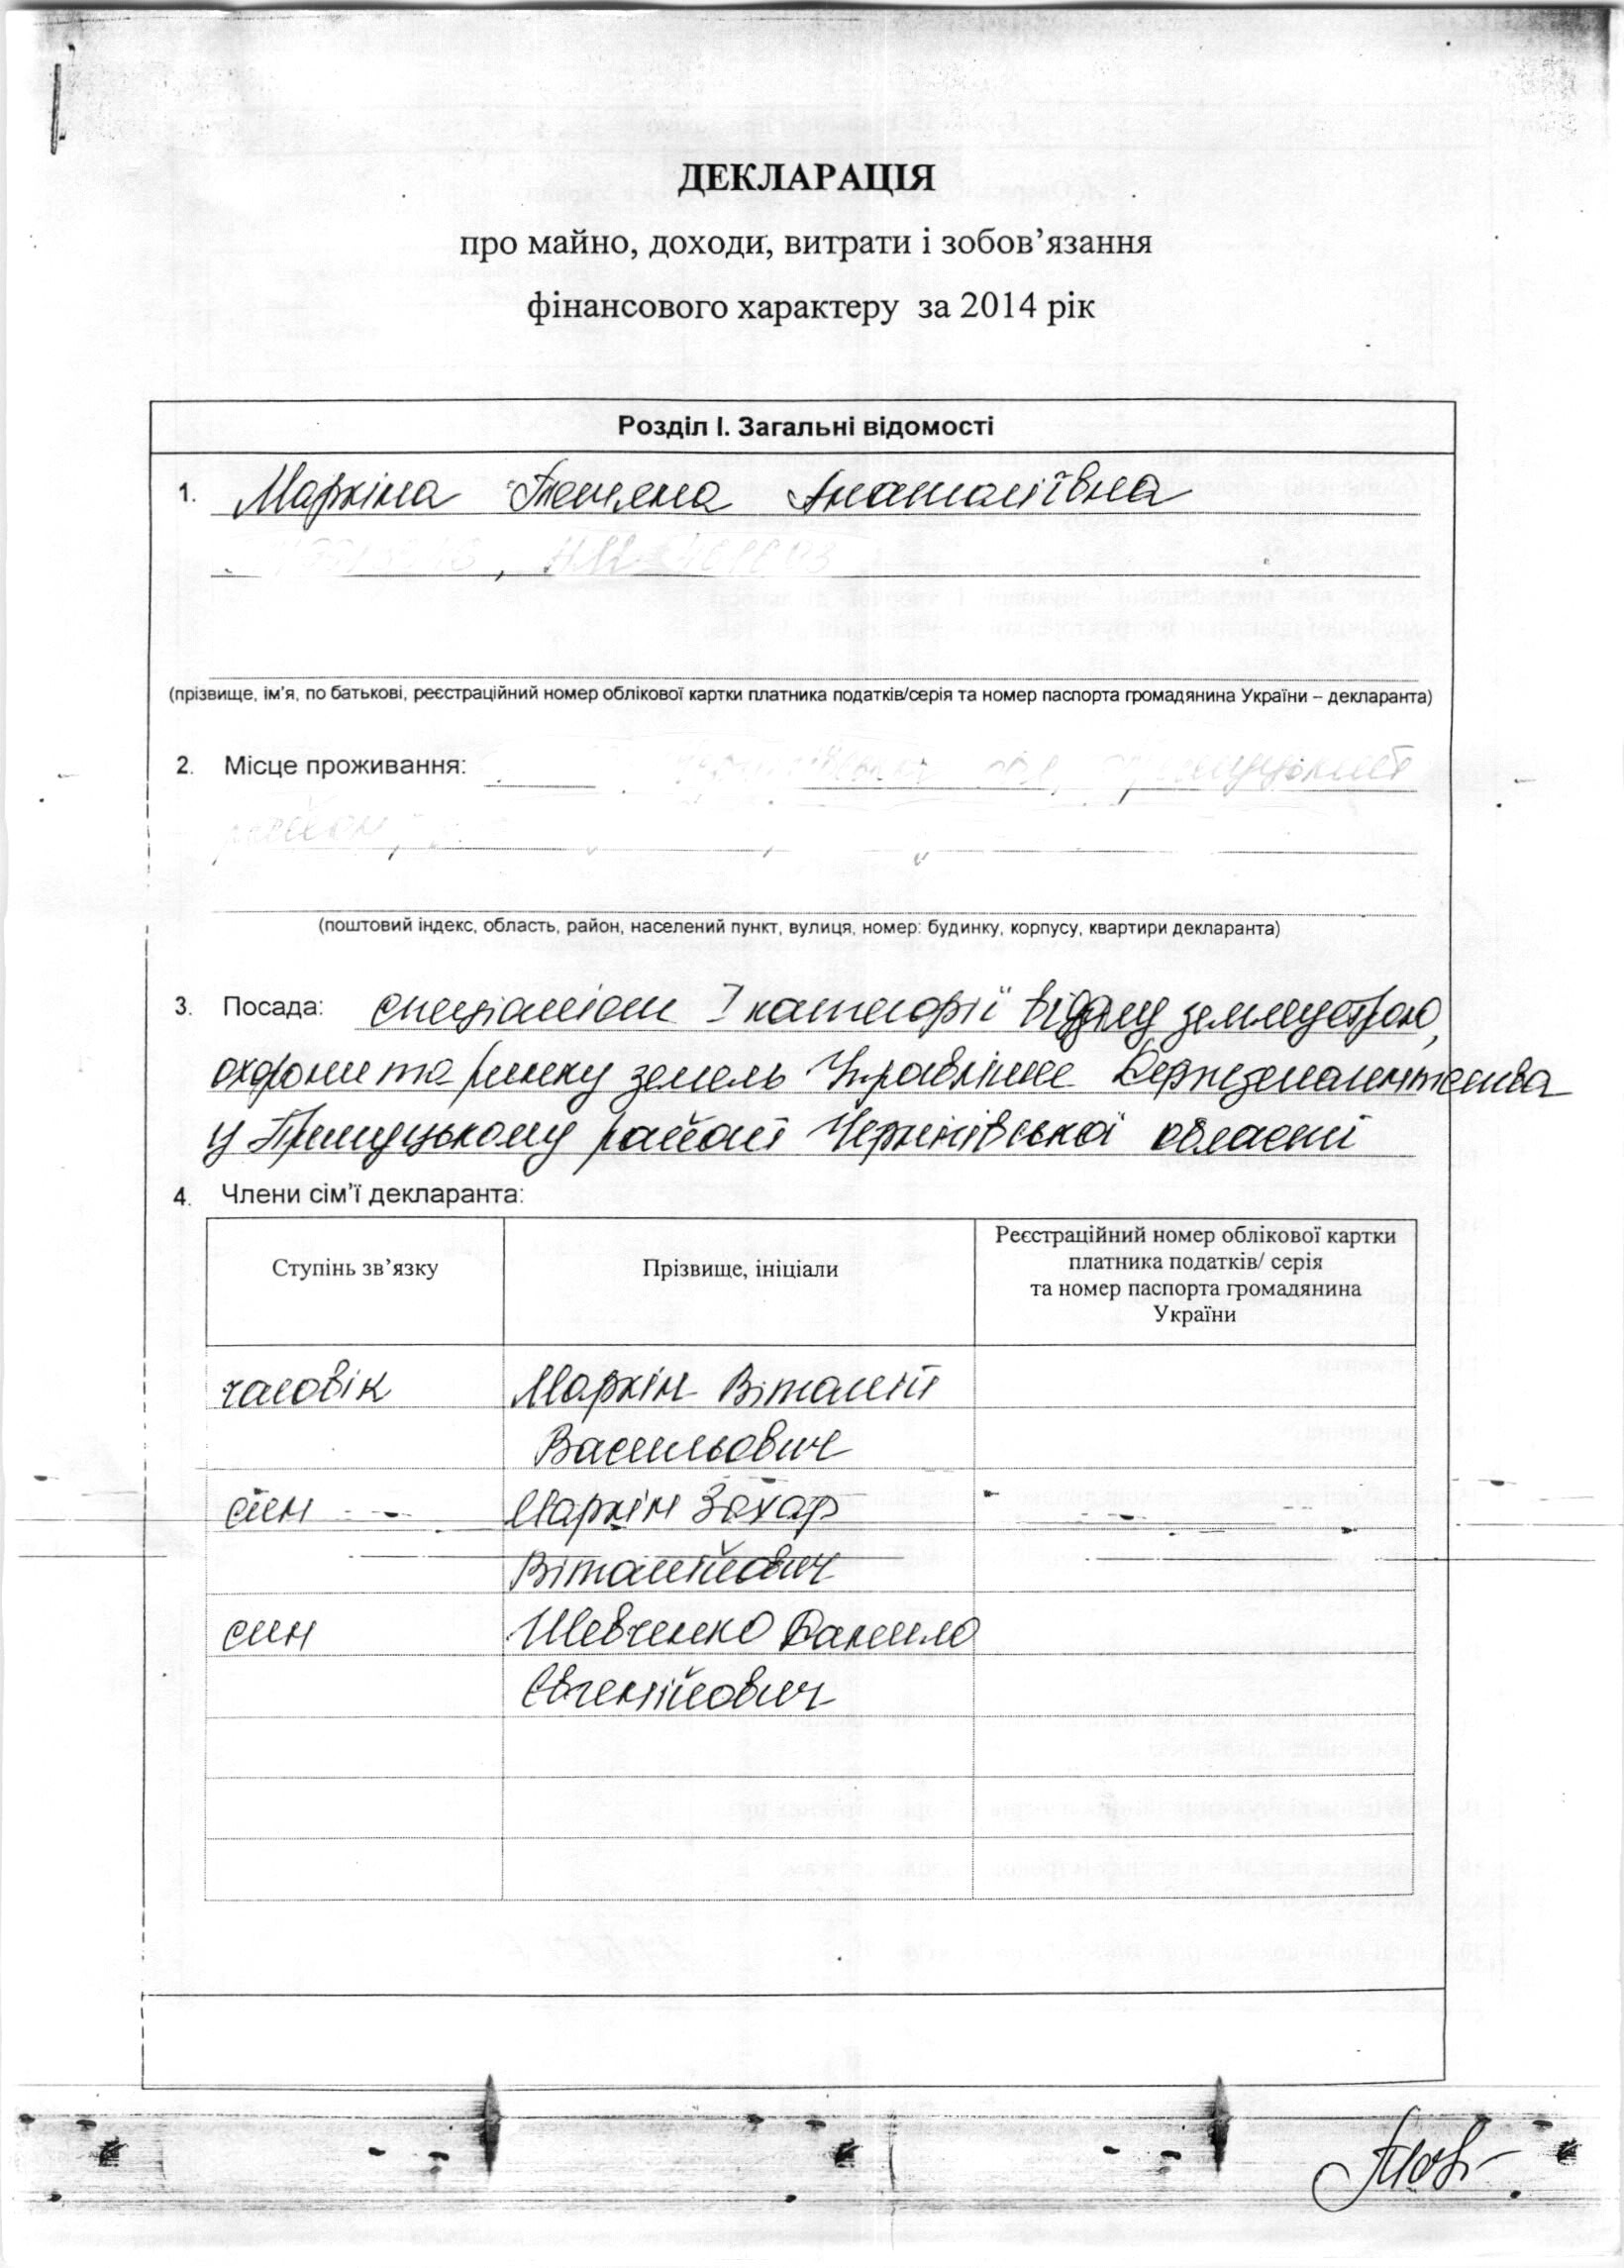 ДЕКЛАРАЦІЯ
про майно, доходи, витрати і зобов’язання
фінансового характеру за 2014 рік
Розділ І. Загальні відомості
1. Маркіна Тетяна Анатоліївна
(прізвище, ім’я, по батькові, реєстраційний номер облікової картки платника податків/серія та номер паспорта громадянина України – декларанта)
2. Місце проживання: обл, Прилуцький
район,
(поштовий індекс, область, район, населений пункт, вулиця, номер: будинку, корпусу, квартири декларанта)
3. Посада: спеціаліст І категорії відділу землеустрою,
охорони та ринку земель Управління Держземагентства
у Прилуцькому районі Чернігівської області
4. Члени сім’ї декларанта:
Ступінь зв’язку Прізвище, ініціали Реєстраційний номер облікової картки
платника податків/ серія
та номер паспорта громадянина
України
чоловік Маркін Віталій
Васильович
син Маркін Захар
Віталійович
син Шевченко Данило
Євгенійович